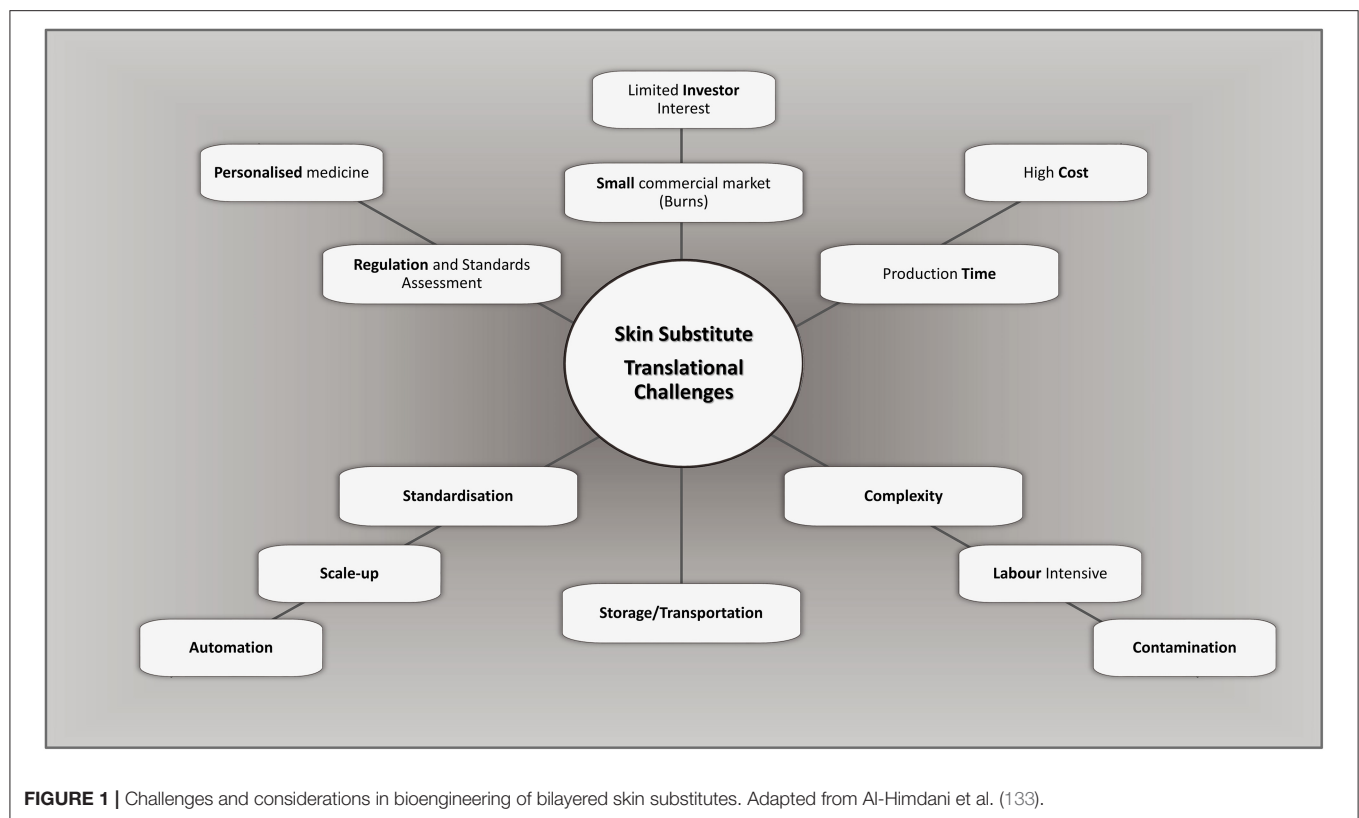 Limited Investor
Interest
Personalised medicine
High Cost
Small commercial market
(Burns)
Regulation and Standards
Assessment
Production Time
Skin Substitute
Translational
Challenges
Standardisation
Complexity
Scale-up
Labour Intensive
Storage/Transportation
Automation
Contamination
FIGURE 1 | Challenges and considerations in bioengineering of bilayered skin substitutes. Adapted from Al-Himdani et al. (133).